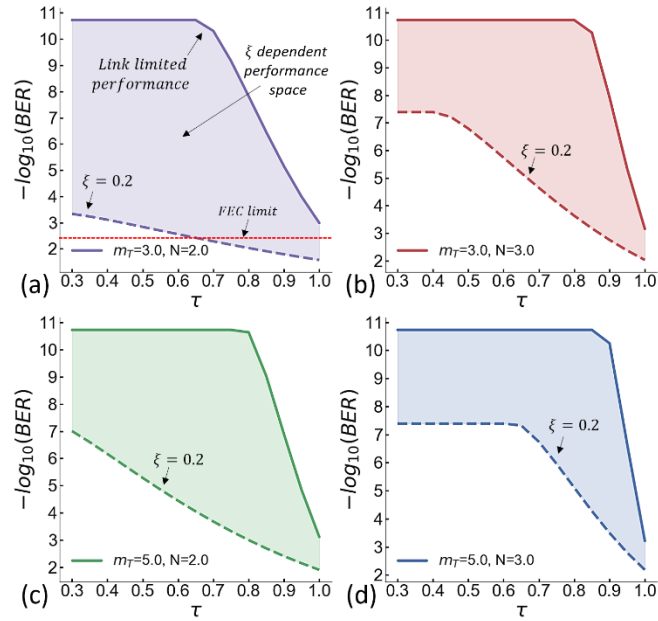 11
10
9
8
7
6
5
4
3
2
−log₁₀(BER)
Link limited
performance
ξ dependent
performance
space
ξ = 0.2
FEC limit
m_T=3.0, N=2.0
(a)
0.3 0.4 0.5 0.6 0.7 0.8 0.9 1.0
τ
11
10
9
8
7
6
5
4
3
2
−log₁₀(BER)
ξ = 0.2
m_T=3.0, N=3.0
(b)
0.3 0.4 0.5 0.6 0.7 0.8 0.9 1.0
τ
11
10
9
8
7
6
5
4
3
2
−log₁₀(BER)
ξ = 0.2
m_T=5.0, N=2.0
(c)
0.3 0.4 0.5 0.6 0.7 0.8 0.9 1.0
τ
11
10
9
8
7
6
5
4
3
2
−log₁₀(BER)
ξ = 0.2
m_T=5.0, N=3.0
(d)
0.3 0.4 0.5 0.6 0.7 0.8 0.9 1.0
τ